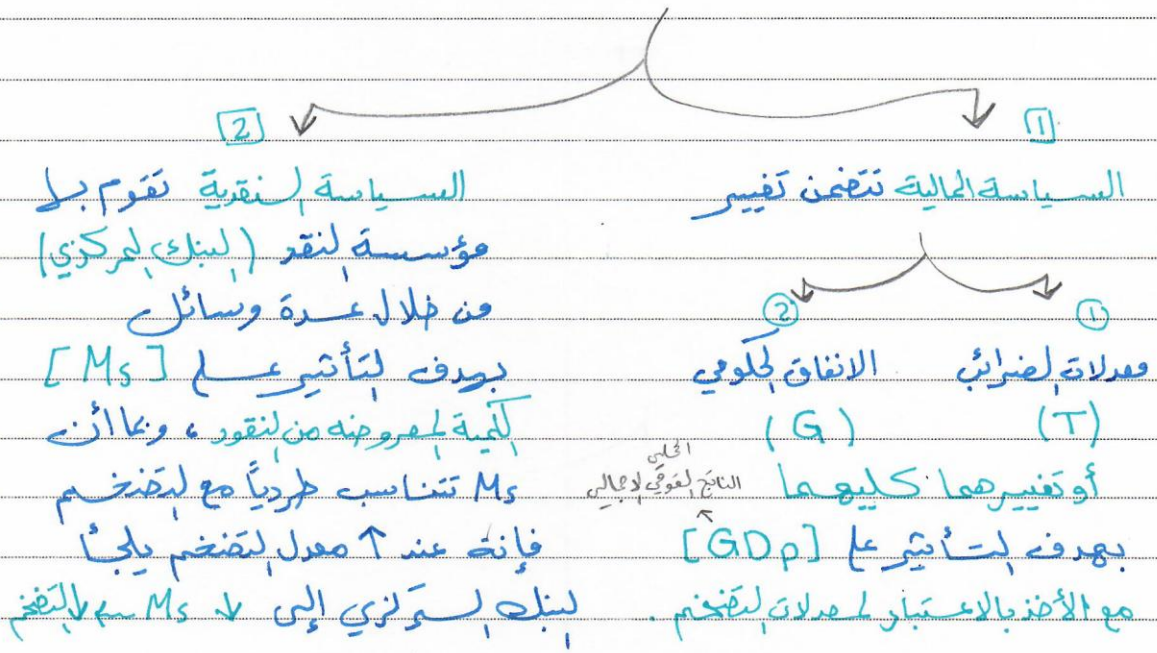 1
السياسة المالية تتضمن تغيير
1
2
معدلات الضرائب
الانفاق الحكومي
(T)
(G)
أو تغييرهما كليهما
بهدف التأثير على [GDP]
المحلي
الناتج القومي الإجمالي
مع الأخذ بالاعتبار لمعدلات التضخم.
2
السياسة النقدية تقوم بها
مؤسسة النقد (البنك المركزي)
من خلال عدة وسائل
بهدف التأثير على [Ms]
الكمية المعروضه من النقود، وبما أن
Ms تتناسب طردياً مع التضخم
فإنه عند ↑ معدل التضخم يلجأ
البنك المركزي إلى ↓ Ms ↓ التضخم